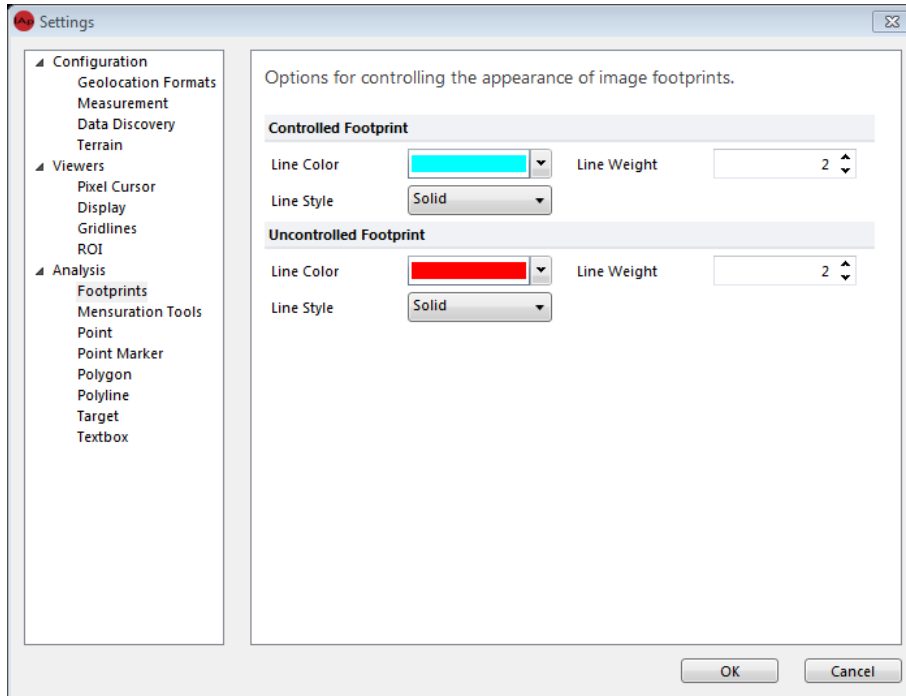 IAp Settings
Configuration
Geolocation Formats
Measurement
Data Discovery
Terrain
Viewers
Pixel Cursor
Display
Gridlines
ROI
Analysis
Footprints
Mensuration Tools
Point
Point Marker
Polygon
Polyline
Target
Textbox
Options for controlling the appearance of image footprints.
Controlled Footprint
Line Color Line Weight 2
Line Style Solid
Uncontrolled Footprint
Line Color Line Weight 2
Line Style Solid
OK Cancel